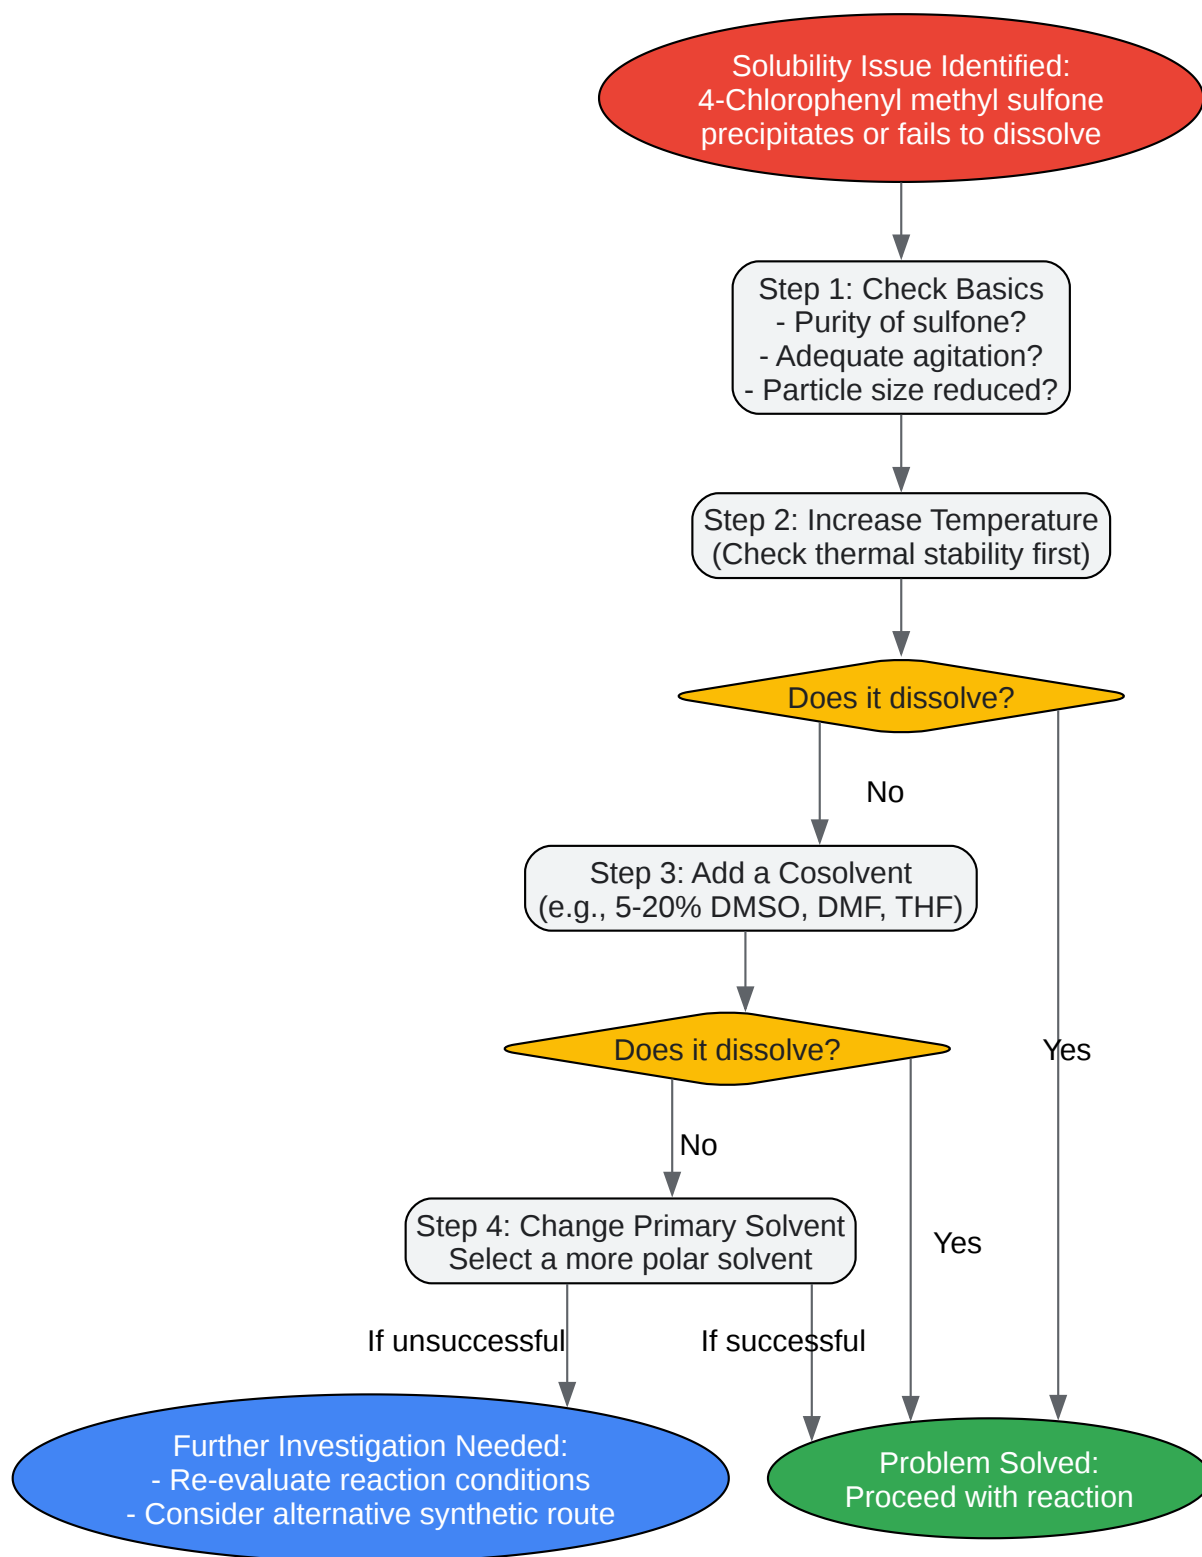 Solubility Issue Identified:
4-Chlorophenyl methyl sulfone
precipitates or fails to dissolve
Step 1: Check Basics
- Purity of sulfone?
- Adequate agitation?
- Particle size reduced?
Step 2: Increase Temperature
(Check thermal stability first)
Does it dissolve?
No
Step 3: Add a Cosolvent
(e.g., 5-20% DMSO, DMF, THF)
Does it dissolve?
Yes
No
Step 4: Change Primary Solvent
Select a more polar solvent
Yes
If unsuccessful
If successful
Further Investigation Needed:
- Re-evaluate reaction conditions
- Consider alternative synthetic route
Problem Solved:
Proceed with reaction